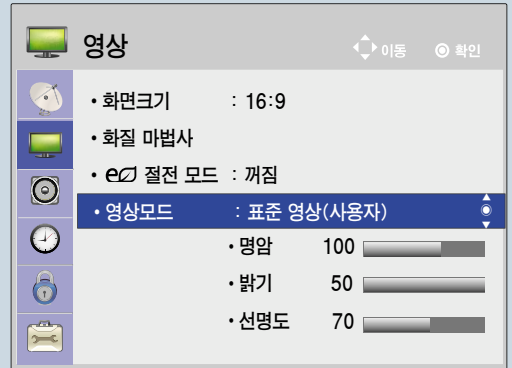 영상 이동 확인
• 화면크기 : 16:9
• 화질 마법사
• e 절전 모드 : 꺼짐
• 영상모드 : 표준 영상(사용자)
• 명암 100
• 밝기 50
• 선명도 70